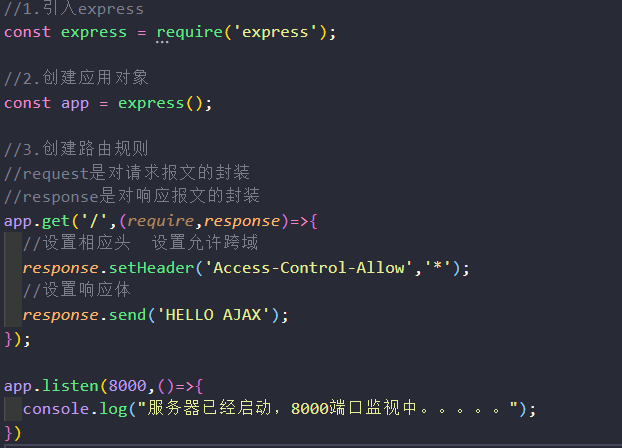 //1.引入express
const express = require('express');
//2.创建应用对象
const app = express();
//3.创建路由规则
//request是对请求报文的封装
//response是对响应报文的封装
app.get('/',(require,response)=>{
//设置相应头  设置允许跨域
response.setHeader('Access-Control-Allow','*');
//设置响应体
response.send('HELLO AJAX');
});
app.listen(8000,()=>{
console.log("服务器已经启动，8000端口监视中。。。。。");
})